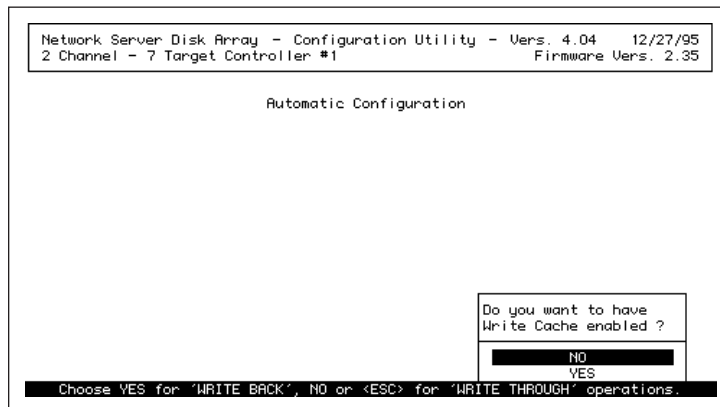 Network Server Disk Array - Configuration Utility - Vers. 4.04 12/27/95
2 Channel - 7 Target Controller #1 Firmware Vers. 2.35
Automatic Configuration
Do you want to have
Write Cache enabled ?
NO
YES
Choose YES for 'WRITE BACK', NO or <ESC> for 'WRITE THROUGH' operations.